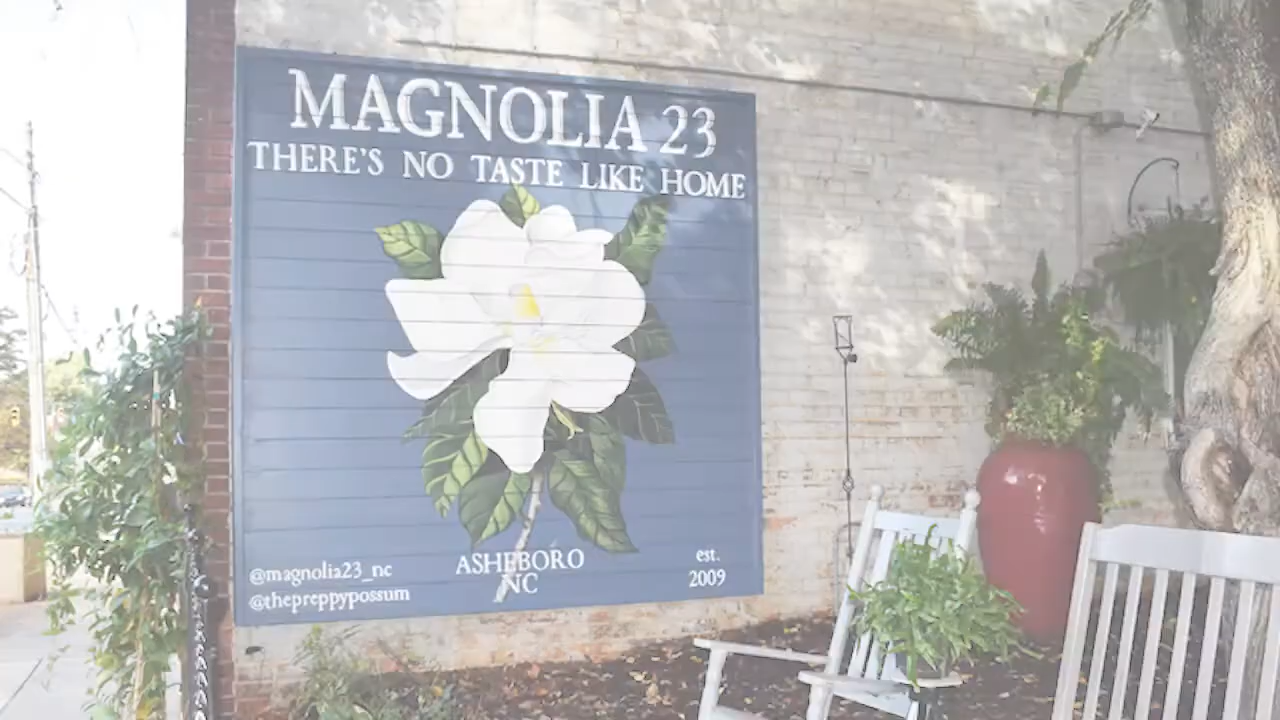 MAGNOLIA 23
THERE'S NO TASTE LIKE HOME
@magnolia23_nc
@thepreppypossum
ASHEBORO
NC
est.
2009